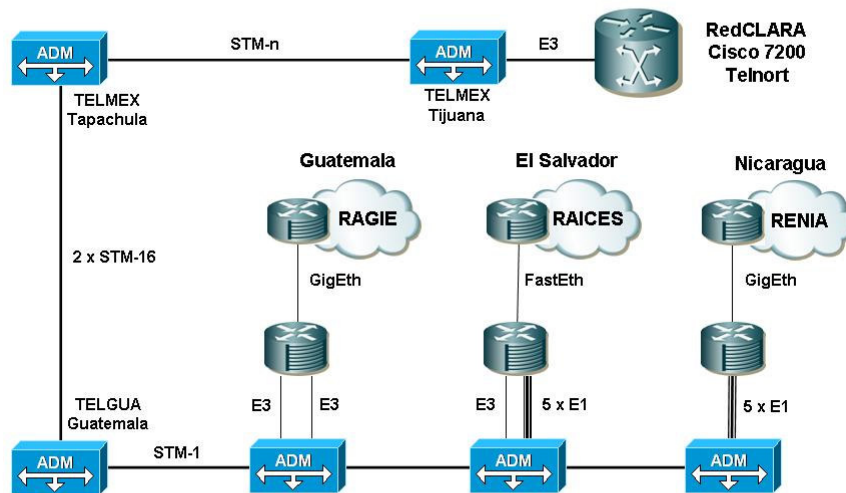 ADM
STM-n
ADM
E3
RedCLARA
Cisco 7200
Telnort
TELMEX
Tapachula
TELMEX
Tijuana
Guatemala
El Salvador
Nicaragua
RAGIE
RAICES
RENIA
2 x STM-16
GigEth
FastEth
GigEth
TELGUA
Guatemala
E3
E3
E3
5 x E1
5 x E1
ADM
STM-1
ADM
ADM
ADM